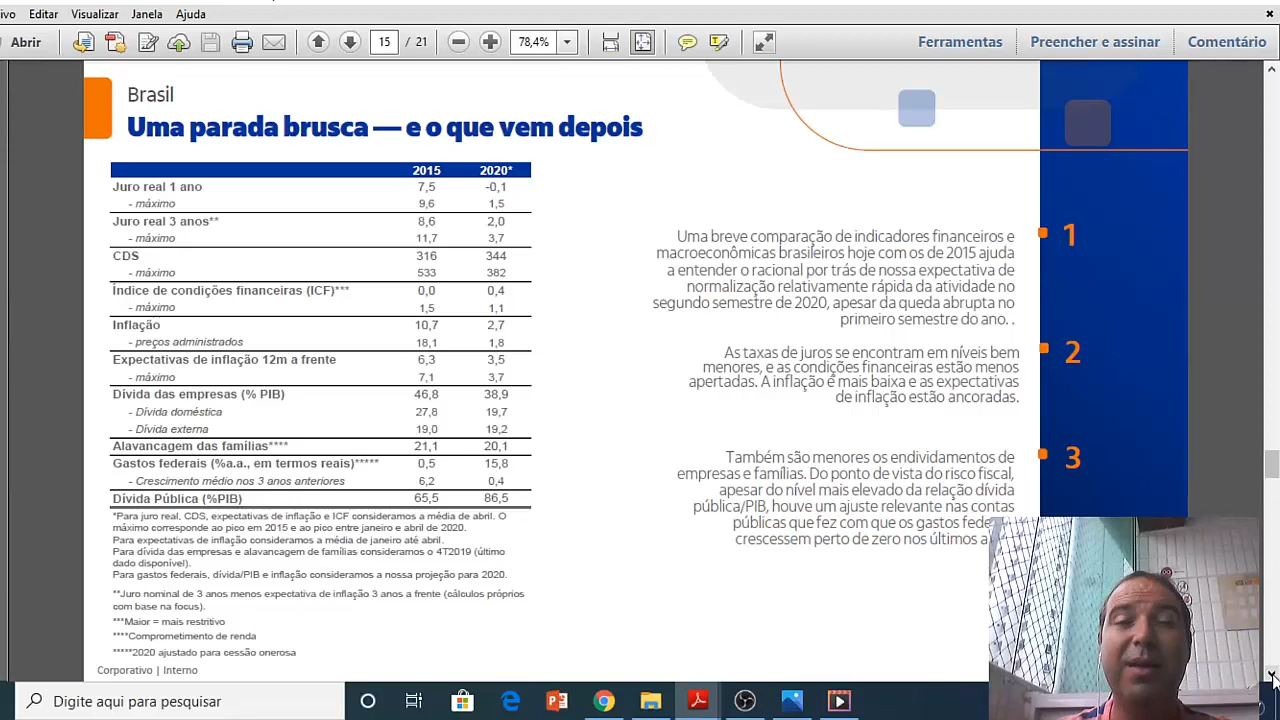 ivo Editar Visualizar Janela Ajuda
Abrir 15 / 21 78,4% Ferramentas Preencher e assinar Comentário
Brasil
Uma parada brusca — e o que vem depois
2015 2020*
Juro real 1 ano 7,5 -0,1
- máximo 9,6 1,5
Juro real 3 anos** 8,6 2,0
- máximo 11,7 3,7
CDS 316 344
- máximo 533 382
Índice de condições financeiras (ICF)*** 0,0 0,4
- máximo 1,5 1,1
Inflação 10,7 2,7
- preços administrados 18,1 1,8
Expectativas de inflação 12m a frente 6,3 3,5
- máximo 7,1 3,7
Dívida das empresas (% PIB) 46,8 38,9
- Dívida doméstica 27,8 19,7
- Dívida externa 19,0 19,2
Alavancagem das famílias**** 21,1 20,1
Gastos federais (%a.a., em termos reais)***** 0,5 15,8
- Crescimento médio nos 3 anos anteriores 6,2 0,4
Dívida Pública (%PIB) 65,5 86,5
*Para juro real, CDS, expectativas de inflação e ICF consideramos a média de abril. O
máximo corresponde ao pico em 2015 e ao pico entre janeiro e abril de 2020.
Para expectativas de inflação consideramos a média de janeiro até abril.
Para dívida das empresas e alavancagem de famílias consideramos o 4T2019 (último
dado disponível).
Para gastos federais, dívida/PIB e inflação consideramos a nossa projeção para 2020.
**Juro nominal de 3 anos menos expectativa de inflação 3 anos a frente (cálculos próprios
com base na focus).
***Maior = mais restritivo
****Comprometimento de renda
*****2020 ajustado para cessão onerosa
Corporativo | Interno
1
Uma breve comparação de indicadores financeiros e
macroeconômicas brasileiros hoje com os de 2015 ajuda
a entender o racional por trás de nossa expectativa de
normalização relativamente rápida da atividade no
segundo semestre de 2020, apesar da queda abrupta no
primeiro semestre do ano. .
2
As taxas de juros se encontram em níveis bem
menores, e as condições financeiras estão menos
apertadas. A inflação é mais baixa e as expectativas
de inflação estão ancoradas.
3
Também são menores os endividamentos de
empresas e famílias. Do ponto de vista do risco fiscal,
apesar do nível mais elevado da relação dívida
pública/PIB, houve um ajuste relevante nas contas
públicas que fez com que os gastos fede
crescessem perto de zero nos últimos a
Digite aqui para pesquisar